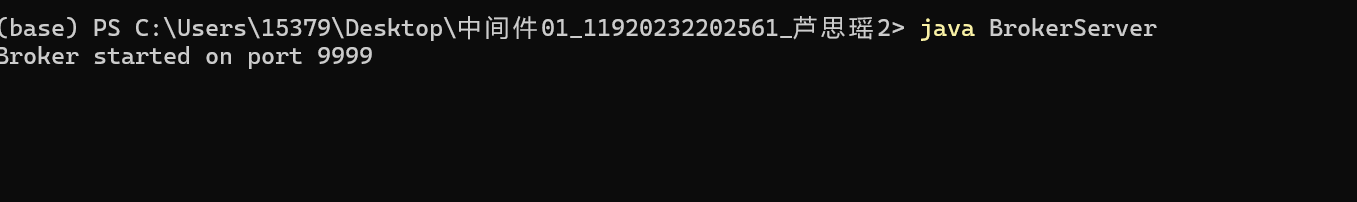 (base) PS C:\Users\15379\Desktop\中间件01_11920232202561_芦思瑶2> java BrokerServer
Broker started on port 9999